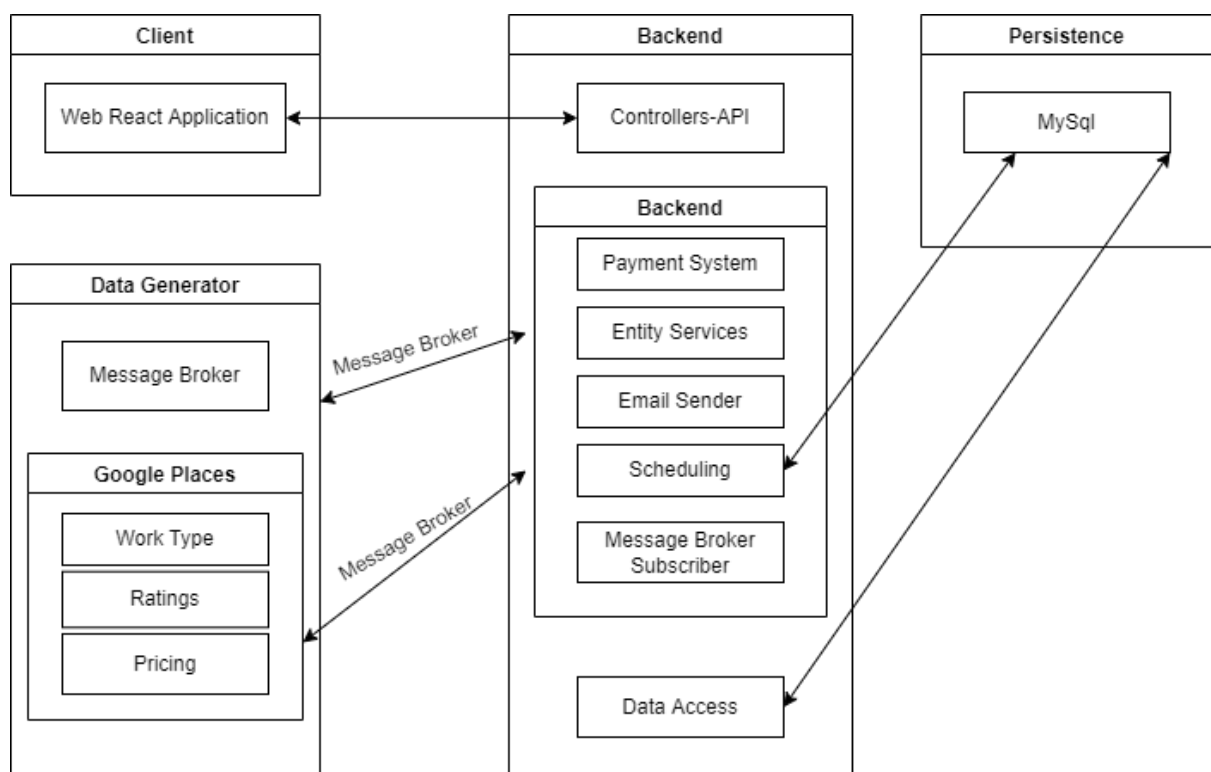 Client
Web React Application
Backend
Controllers-API
Persistence
MySql
Backend
Payment System
Entity Services
Email Sender
Scheduling
Message Broker
Subscriber
Data Access
Data Generator
Message Broker
Google Places
Work Type
Ratings
Pricing
Message Broker
Message Broker